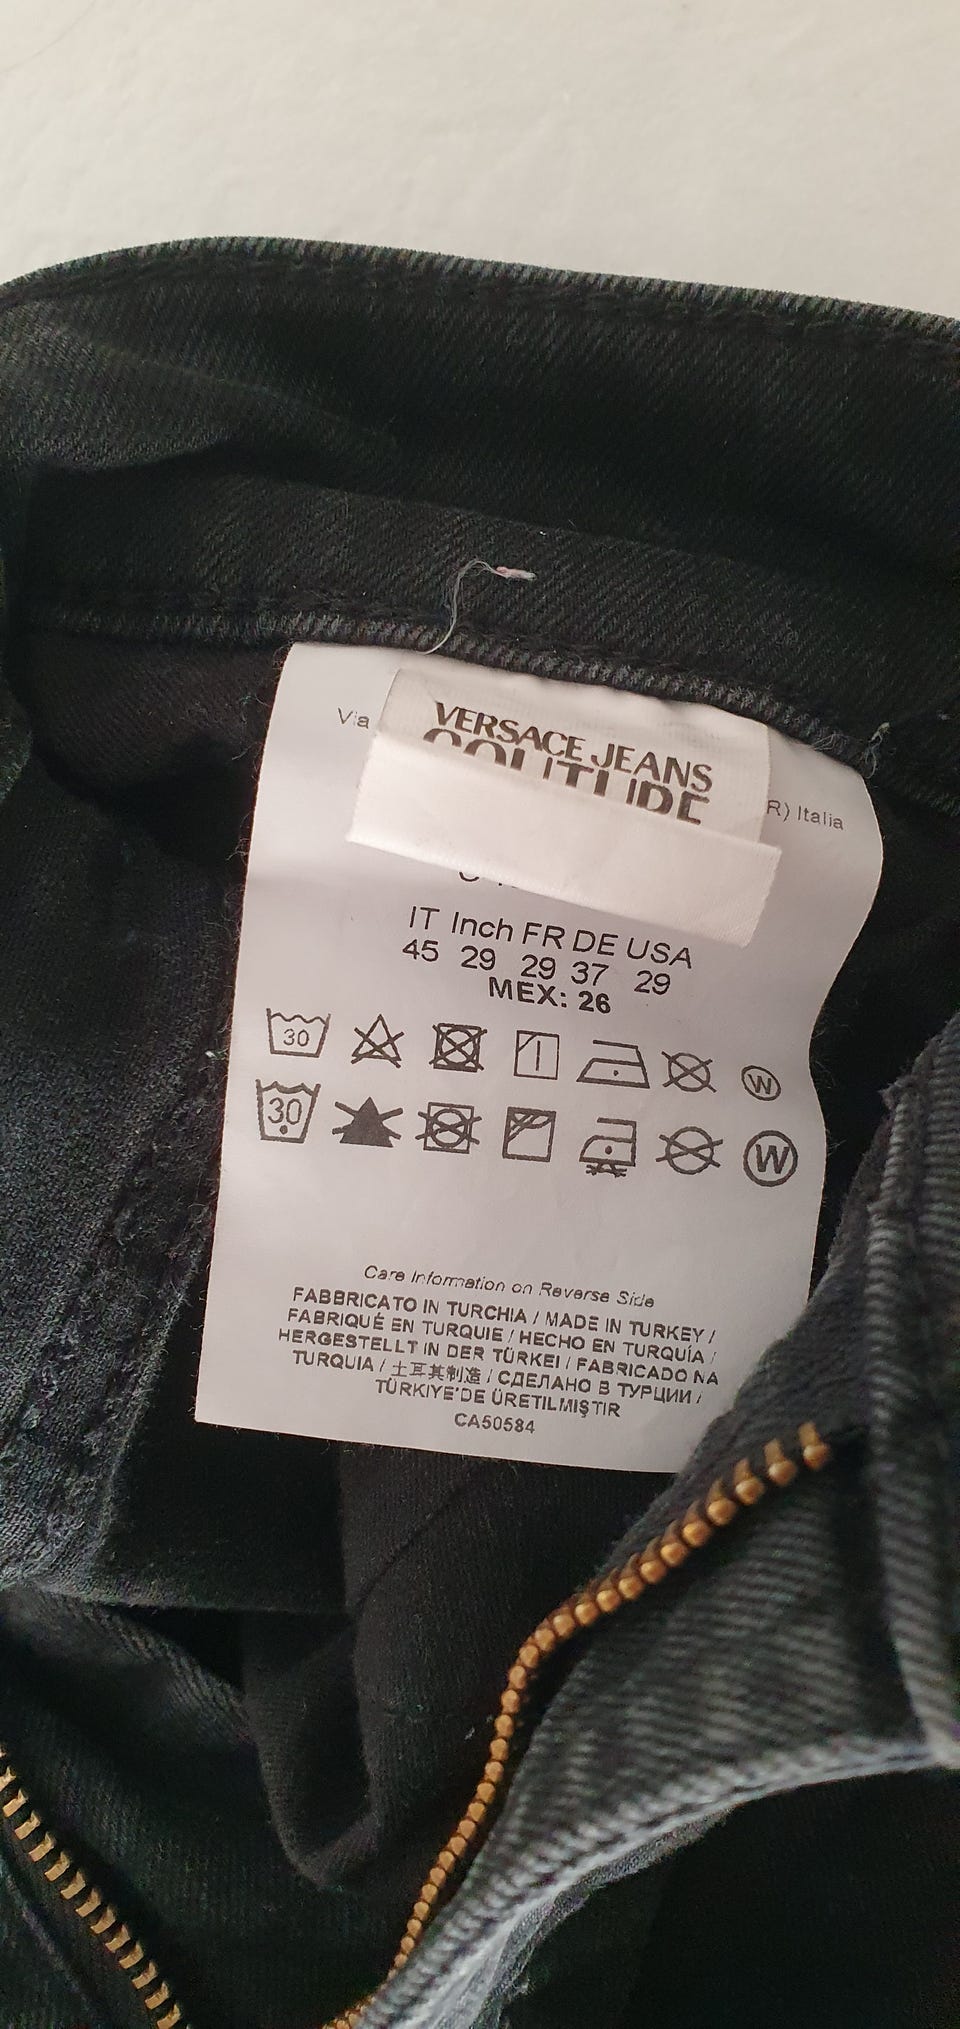 Via
VERSACE JEANS
COUTURE
R) Italia
IT Inch FR DE USA
45 29 29 37 29
MEX: 26
30
W
30
W
Care Information on Reverse Side
FABBRICATO IN TURCHIA / MADE IN TURKEY /
FABRIQUÉ EN TURQUIE / HECHO EN TURQUÍA /
HERGESTELLT IN DER TÜRKEI / FABRICADO NA
TURQUIA / 土耳其制造 / СДЕЛАНО В ТУРЦИИ /
TÜRKIYE'DE ÜRETILMIŞTIR
CA50584